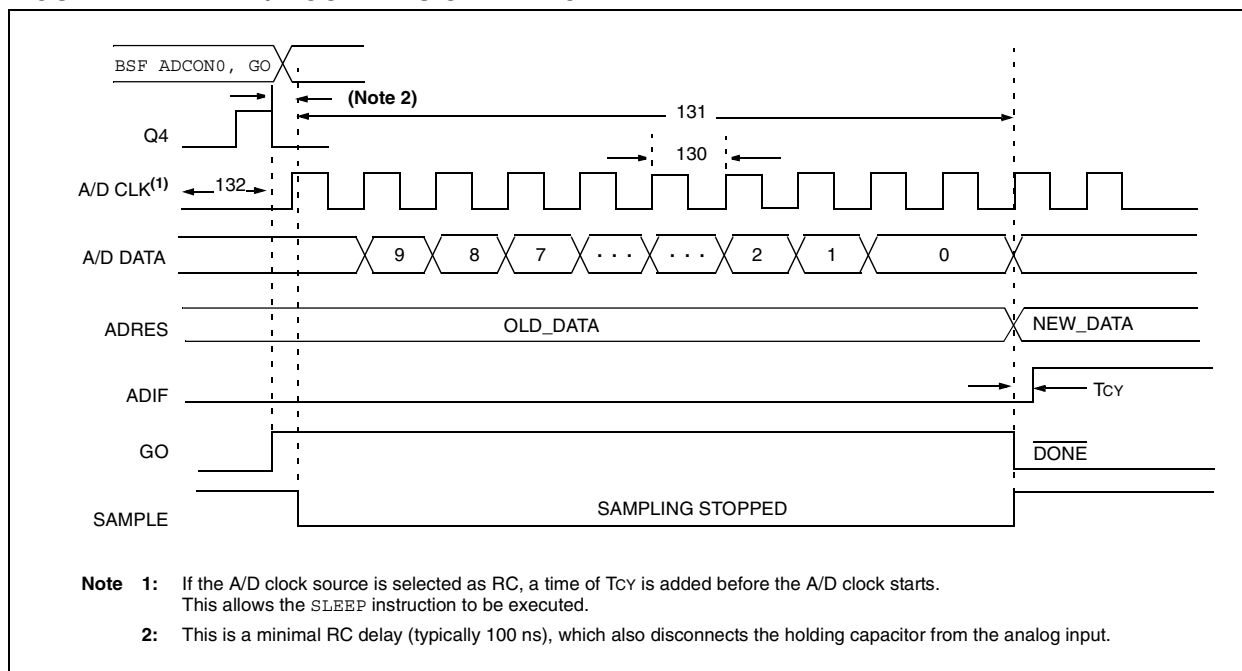 BSF ADCON0, GO
(Note 2)
131
Q4
130
A/D CLK(1)
132
A/D DATA
9 8 7 . . . . . . 2 1 0
ADRES
OLD_DATA
NEW_DATA
ADIF
TCY
GO
DONE
SAMPLE
SAMPLING STOPPED
Note 1: If the A/D clock source is selected as RC, a time of TCY is added before the A/D clock starts.
This allows the SLEEP instruction to be executed.
2: This is a minimal RC delay (typically 100 ns), which also disconnects the holding capacitor from the analog input.